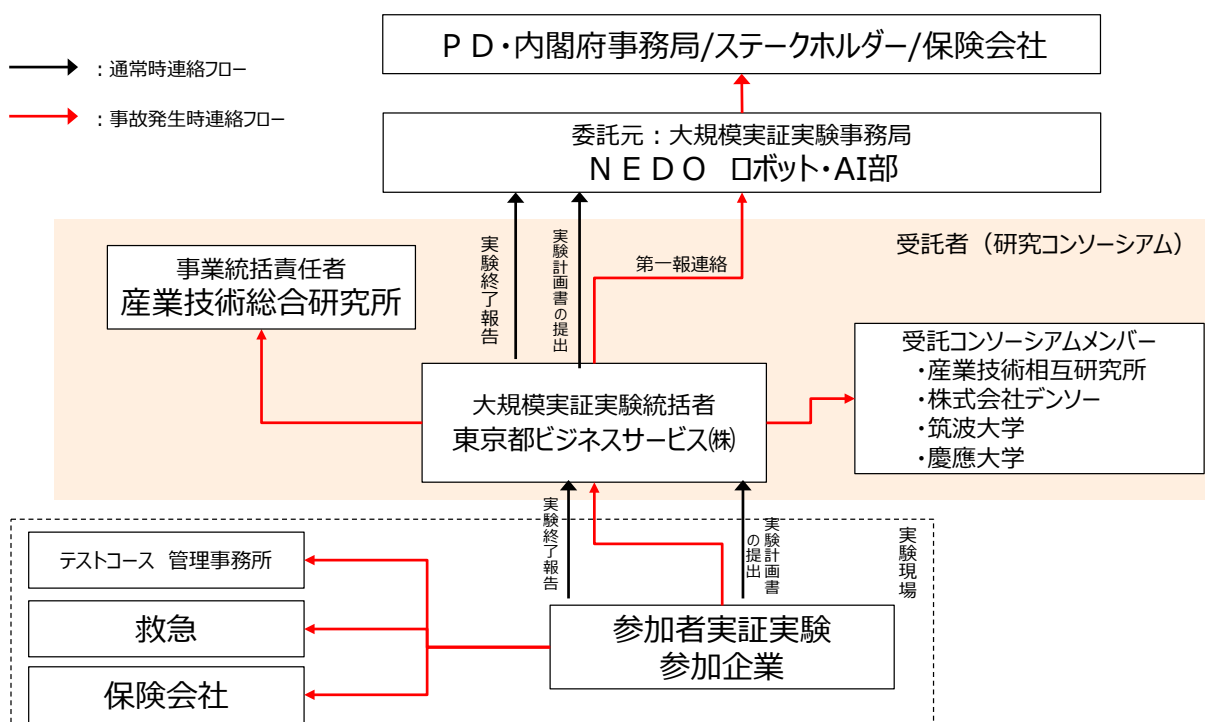 ＰＤ・内閣府事務局/ステークホルダー/保険会社
：通常時連絡フロー
：事故発生時連絡フロー
委託元：大規模実証実験事務局
ＮＥＤＯ　ロボット・AI部
受託者（研究コンソーシアム）
事業統括責任者
産業技術総合研究所
実験終了報告
実験計画書の提出
第一報連絡
受託コンソーシアムメンバー
・産業技術相互研究所
・株式会社デンソー
・筑波大学
・慶應大学
大規模実証実験統括者
東京都ビジネスサービス㈱
実験終了報告
実験計画書
の提出
実験現場
テストコース　管理事務所
救急
保険会社
参加者実証実験
参加企業